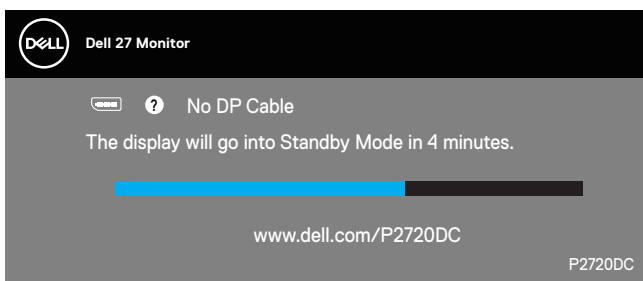 DELL
Dell 27 Monitor
? No DP Cable
The display will go into Standby Mode in 4 minutes.
www.dell.com/P2720DC
P2720DC